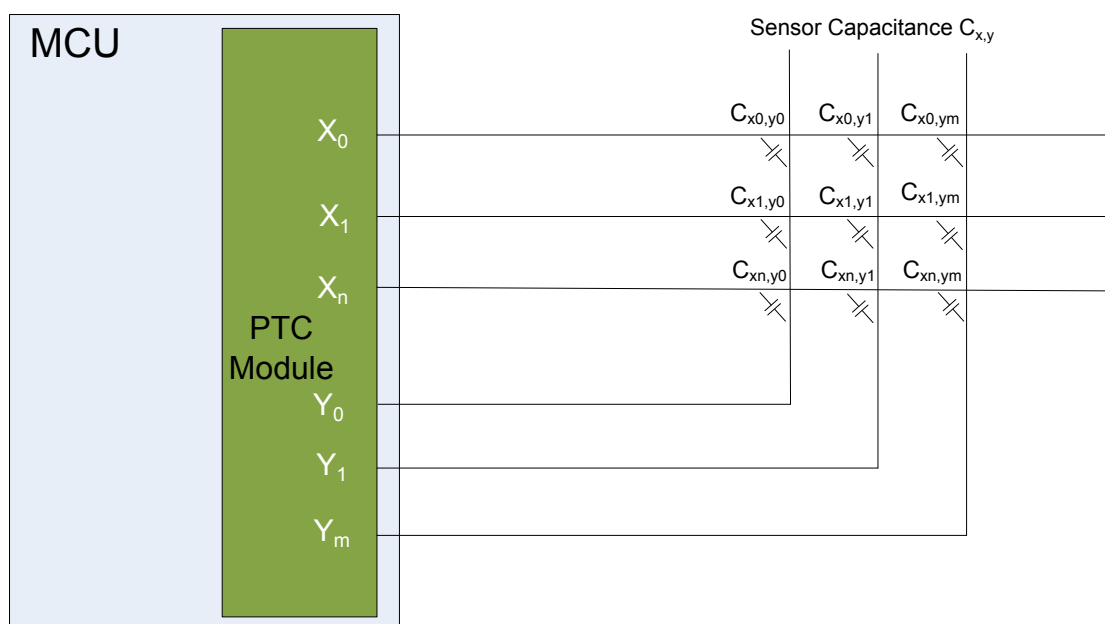 MCU
Sensor Capacitance Cx,y
X0
Cx0,y0
Cx0,y1
Cx0,ym
X1
Cx1,y0
Cx1,y1
Cx1,ym
Xn
Cxn,y0
Cxn,y1
Cxn,ym
PTC
Module
Y0
Y1
Ym